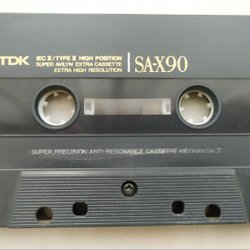 TDK
IEC II/TYPE II HIGH POSITION
SUPER AVILYN EXTRA CASSETTE
EXTRA HIGH RESOLUTION
SA-X90
SUPER PRECISION ANTI-RESONANCE CASSETTE MECHANISM